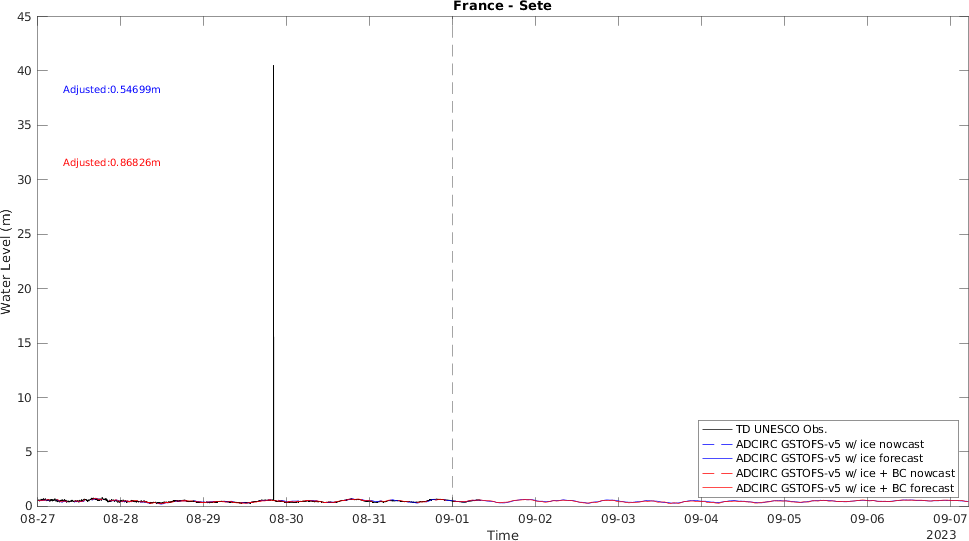 France - Sete
45
40
35
30
25
20
15
10
5
0
Water Level (m)
Adjusted:0.54699m
Adjusted:0.86826m
TD UNESCO Obs.
ADCIRC GSTOFS-v5 w/ ice nowcast
ADCIRC GSTOFS-v5 w/ ice forecast
ADCIRC GSTOFS-v5 w/ ice + BC nowcast
ADCIRC GSTOFS-v5 w/ ice + BC forecast
08-27 08-28 08-29 08-30 08-31 09-01 09-02 09-03 09-04 09-05 09-06 09-07
Time
2023